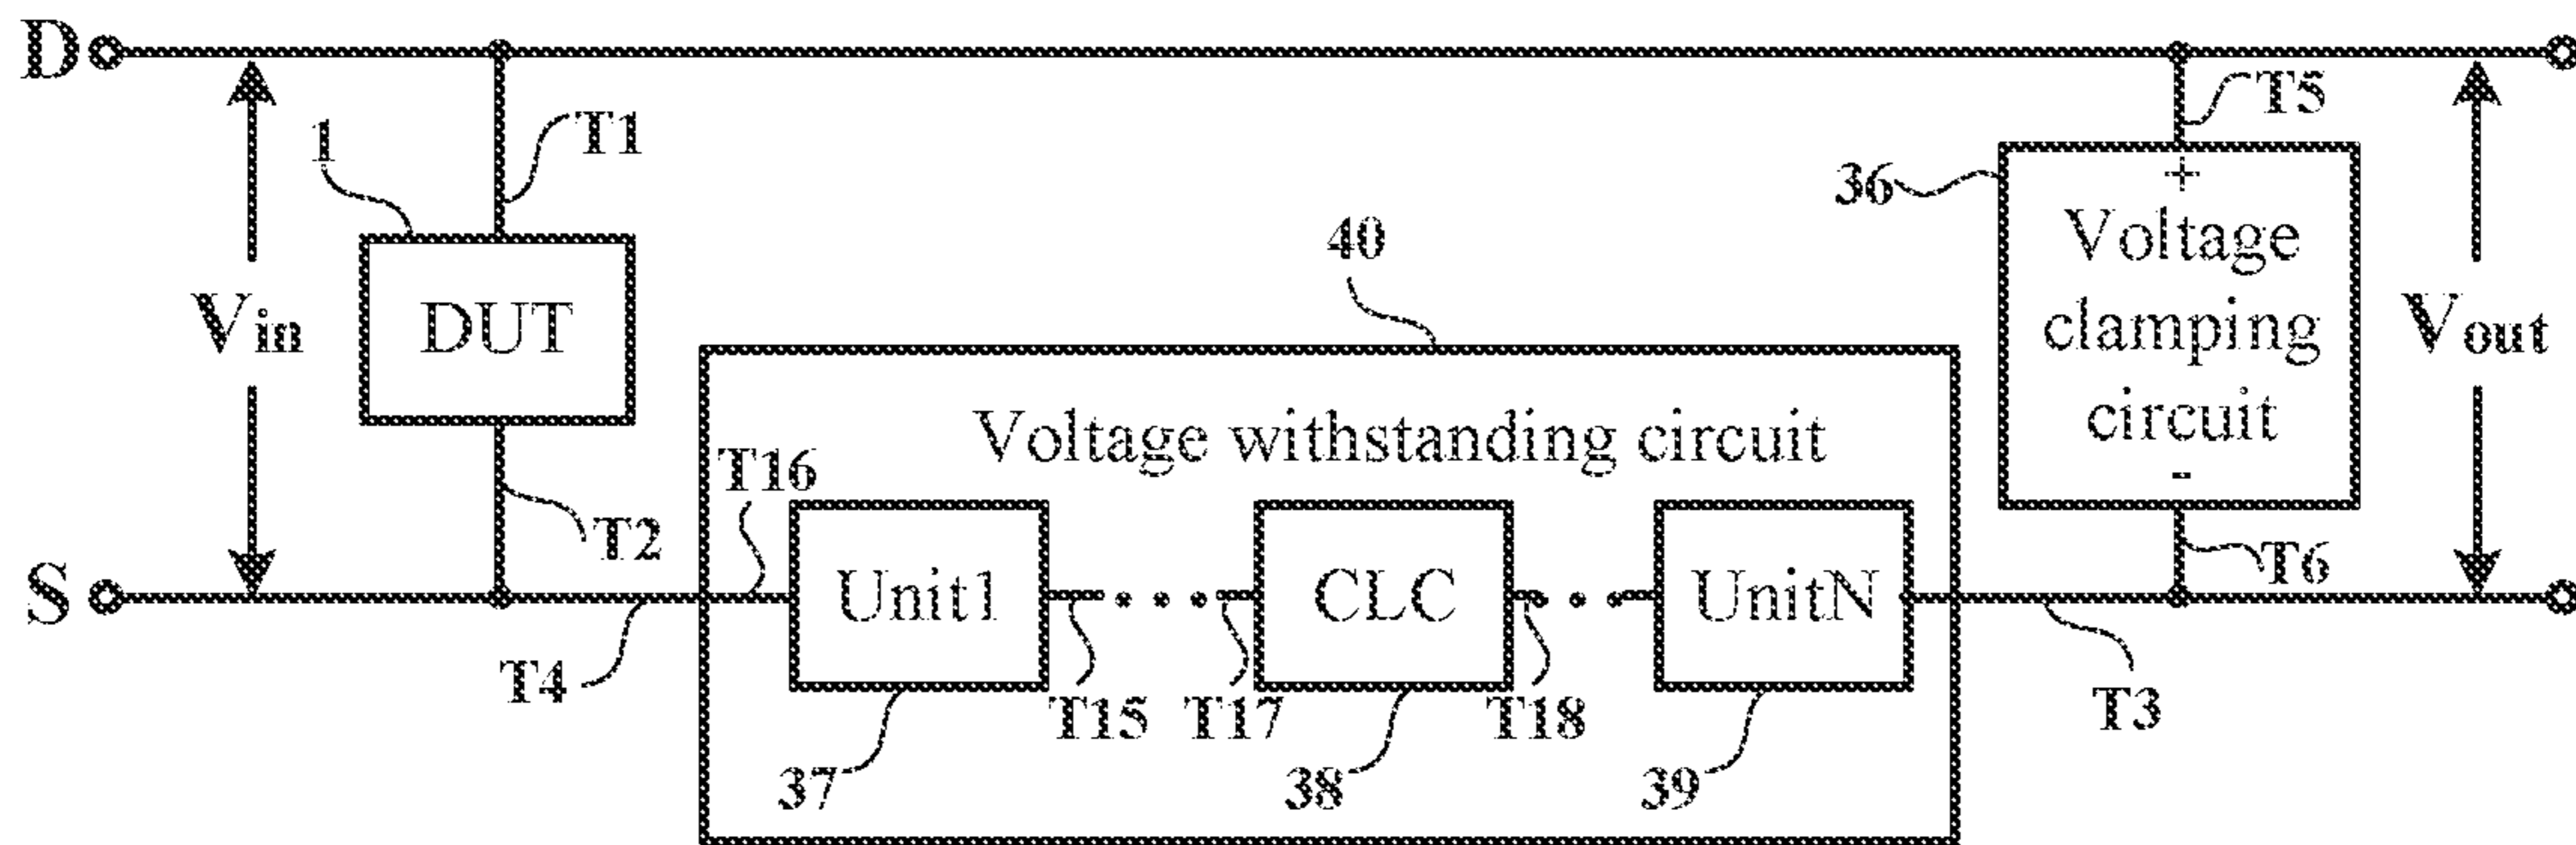 D
T1
T5
1
36
+
Voltage
clamping
circuit
-
40
Vin
DUT
Vout
Voltage withstanding circuit
T16
T2
T6
S
Unit1
CLC
UnitN
T4
T15
T17
T18
T3
37
38
39